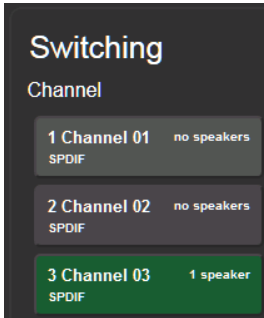 Switching
Channel
1 Channel 01 no speakers
SPDIF
2 Channel 02 no speakers
SPDIF
3 Channel 03 1 speaker
SPDIF